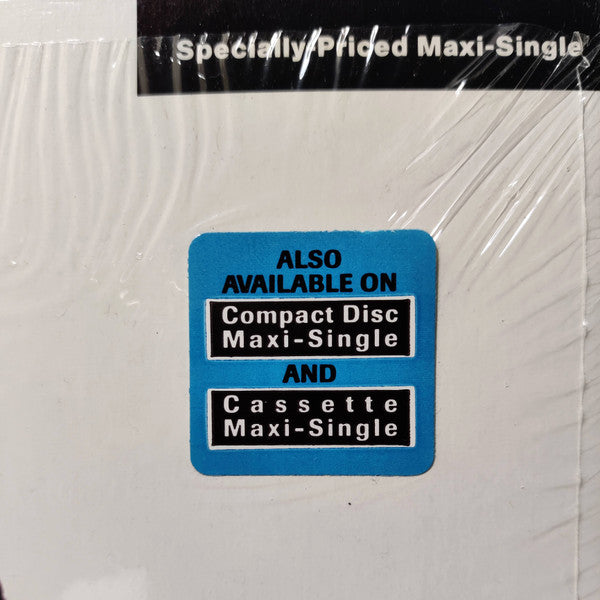 Specially-Priced Maxi-Single
ALSO
AVAILABLE ON
Compact Disc
Maxi-Single
AND
Cassette
Maxi-Single